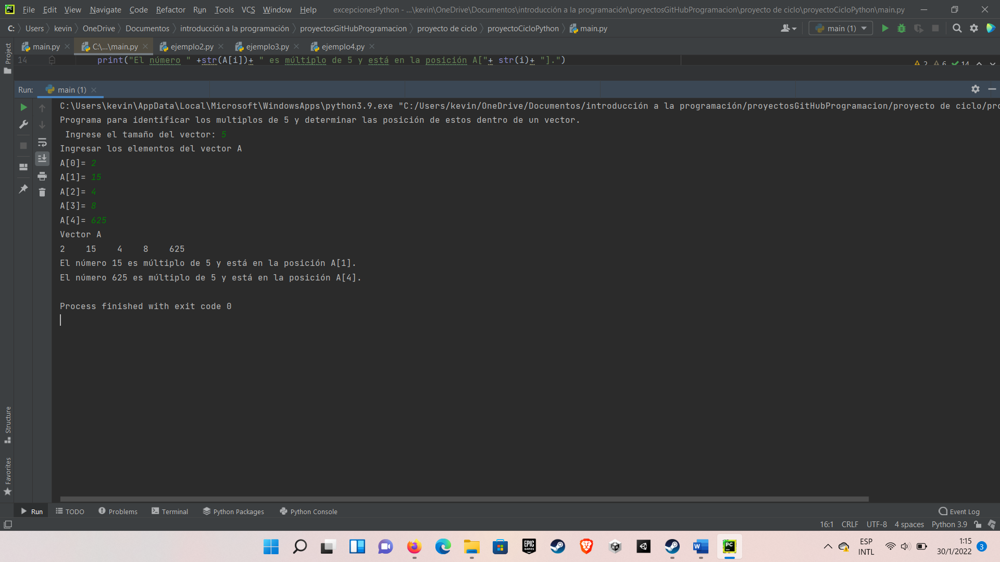 File Edit View Navigate Code Refactor Run Tools VCS Window Help excepcionesPython - ...\kevin\OneDrive\Documentos\introducción a la programación\proyectosGitHubProgramacion\proyecto de ciclo\proyectoCicloPython\main.py
C: Users kevin OneDrive Documentos introducción a la programación proyectosGitHubProgramacion proyecto de ciclo proyectoCicloPython main.py main (1)
Project main.py C:\...\main.py ejemplo2.py ejemplo3.py ejemplo4.py
14 print("El número " +str(A[i])+ " es múltiplo de 5 y está en la posición A["+ str(i)+ "].") 2 6 14
Run: main (1)
C:\Users\kevin\AppData\Local\Microsoft\WindowsApps\python3.9.exe "C:/Users/kevin/OneDrive/Documentos/introducción a la programación/proyectosGitHubProgramacion/proyecto de ciclo/pro
Programa para identificar los multiplos de 5 y determinar las posición de estos dentro de un vector.
Ingrese el tamaño del vector: 5
Ingresar los elementos del vector A
A[0]= 2
A[1]= 15
A[2]= 4
A[3]= 8
A[4]= 625
Vector A
2 15 4 8 625
El número 15 es múltiplo de 5 y está en la posición A[1].
El número 625 es múltiplo de 5 y está en la posición A[4].
Process finished with exit code 0
Structure
Favorites
Run TODO Problems Terminal Python Packages Python Console Event Log
16:1 CRLF UTF-8 4 spaces Python 3.9
EPIC GAMES W PC ESP INTL 1:15 30/1/2022 3